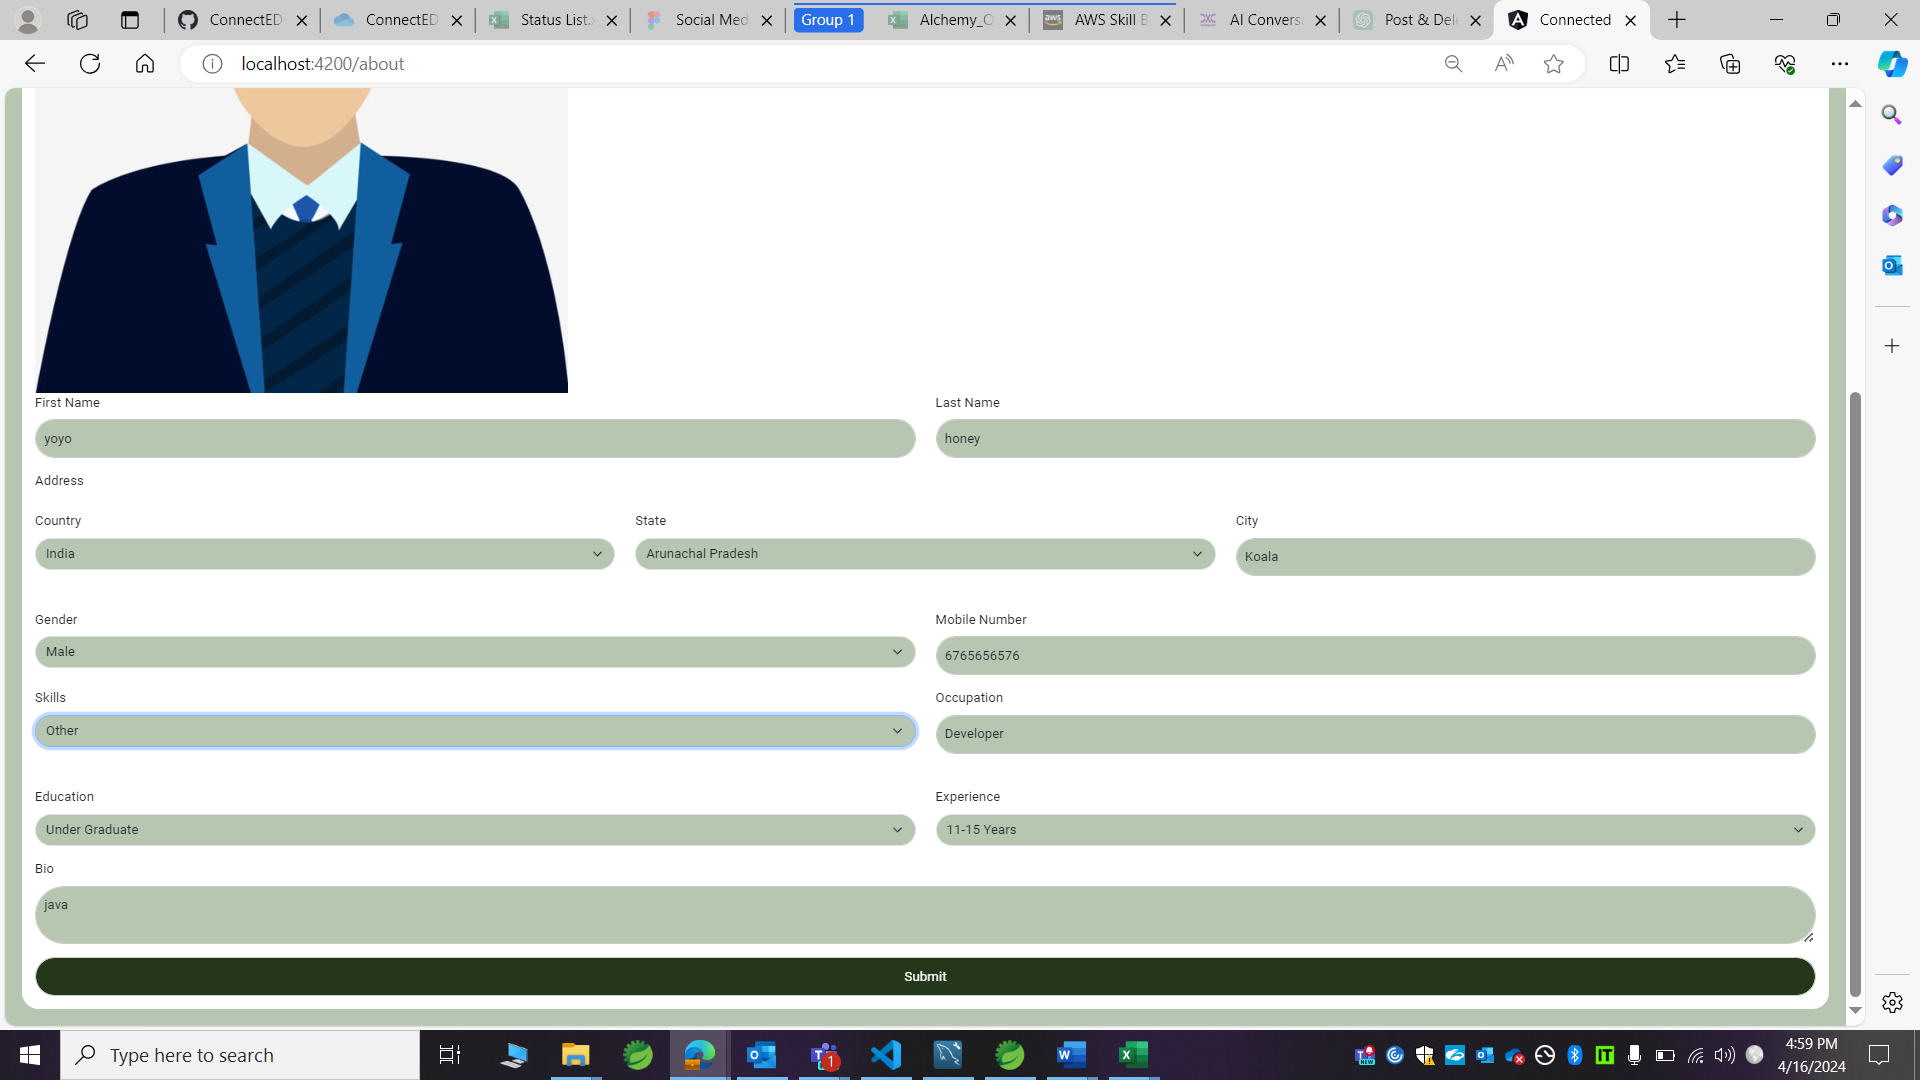 ConnectED
ConnectED
Status List.x
Social Med
Group 1
Alchemy_C
AWS Skill B
AI Convers
Post & Del
Connected
localhost:4200/about
First Name
Last Name
yoyo
honey
Address
Country
State
City
India
Arunachal Pradesh
Koala
Gender
Mobile Number
Male
6765656576
Skills
Occupation
Other
Developer
Education
Experience
Under Graduate
11-15 Years
Bio
java
Submit
Type here to search
1
NEW
4:59 PM
4/16/2024